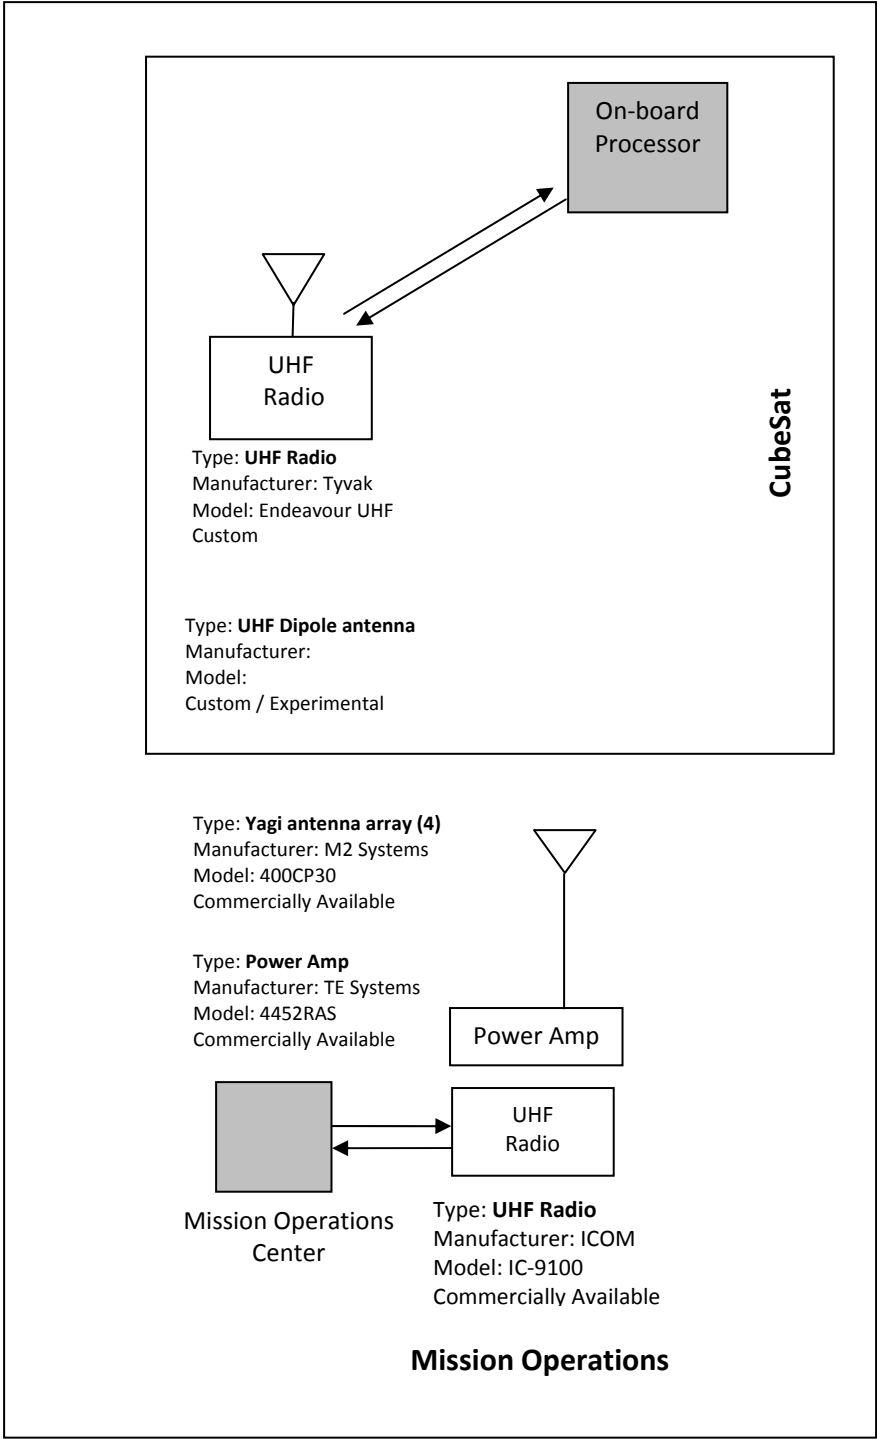 On-board
Processor
UHF
Radio
CubeSat
Type: UHF Radio
Manufacturer: Tyvak
Model: Endeavour UHF
Custom
Type: UHF Dipole antenna
Manufacturer:
Model:
Custom / Experimental
Type: Yagi antenna array (4)
Manufacturer: M2 Systems
Model: 400CP30
Commercially Available
Type: Power Amp
Manufacturer: TE Systems
Model: 4452RAS
Commercially Available
Power Amp
UHF
Radio
Mission Operations
Center
Type: UHF Radio
Manufacturer: ICOM
Model: IC-9100
Commercially Available
Mission Operations